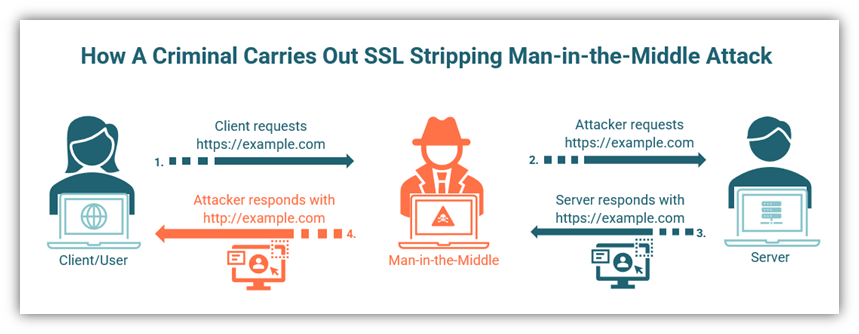 How A Criminal Carries Out SSL Stripping Man-in-the-Middle Attack
Client requests
https://example.com
1.
Attacker requests
https://example.com
2.
Attacker responds with
http://example.com
4.
Server responds with
https://example.com
3.
Client/User
Man-in-the-Middle
Server